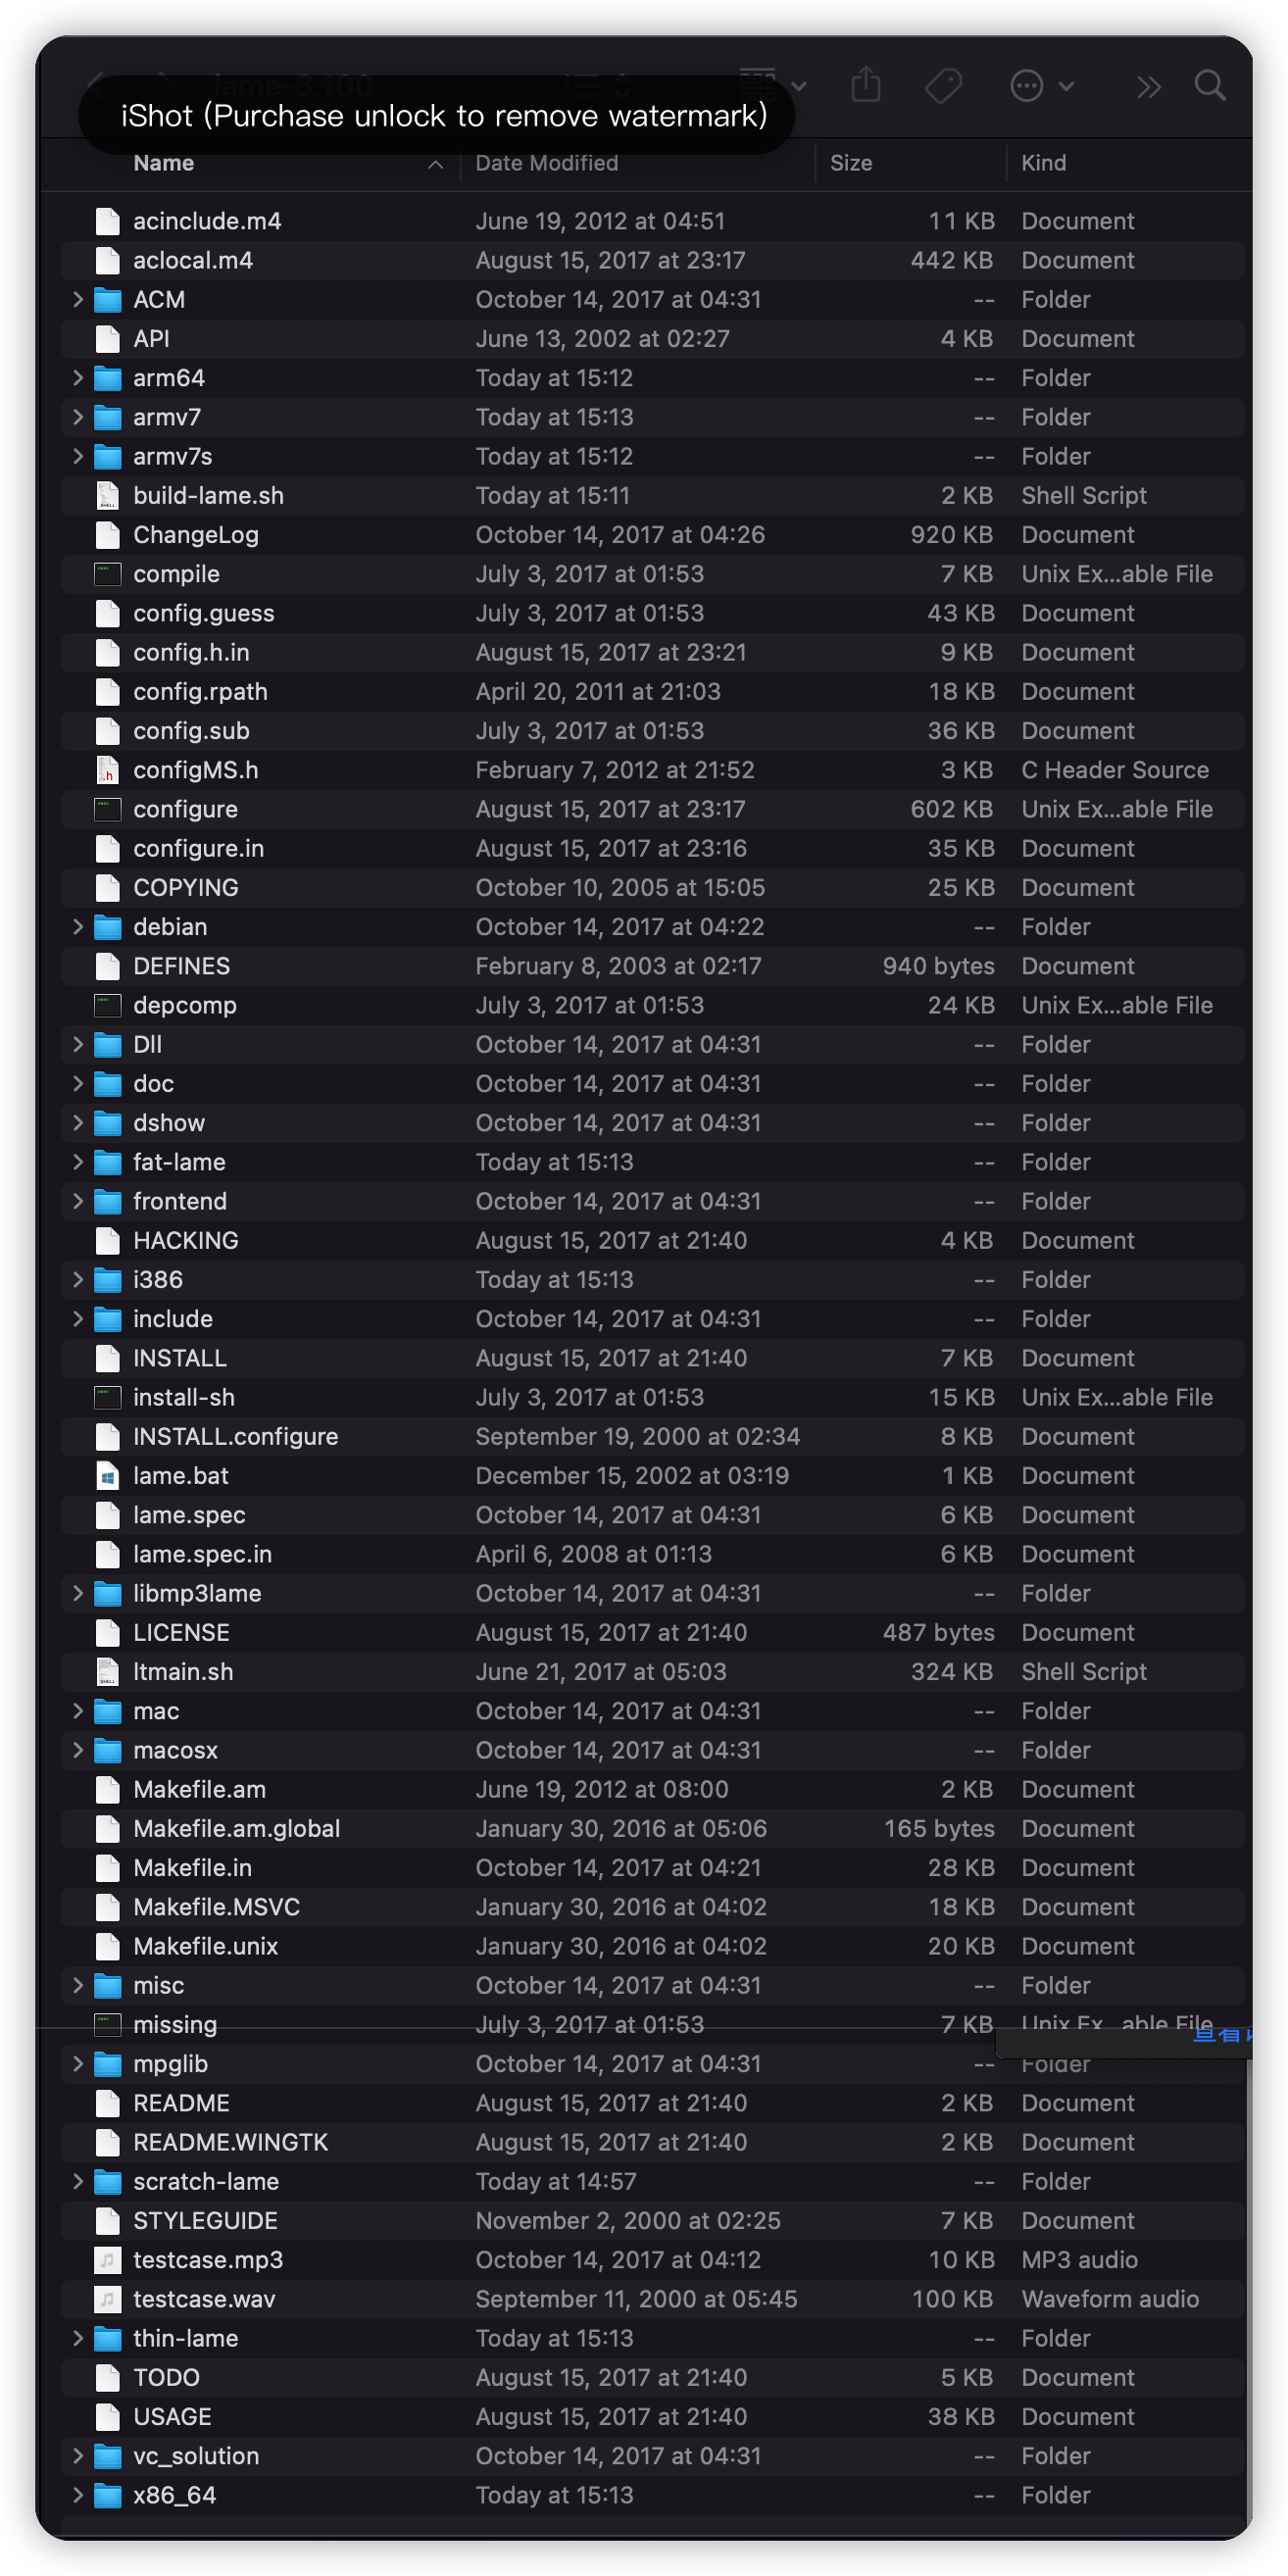 lame-3.100
iShot (Purchase unlock to remove watermark)
Name Date Modified Size Kind
acinclude.m4 June 19, 2012 at 04:51 11 KB Document
aclocal.m4 August 15, 2017 at 23:17 442 KB Document
ACM October 14, 2017 at 04:31 -- Folder
API June 13, 2002 at 02:27 4 KB Document
arm64 Today at 15:12 -- Folder
armv7 Today at 15:13 -- Folder
armv7s Today at 15:12 -- Folder
build-lame.sh Today at 15:11 2 KB Shell Script
ChangeLog October 14, 2017 at 04:26 920 KB Document
compile July 3, 2017 at 01:53 7 KB Unix Ex...able File
config.guess July 3, 2017 at 01:53 43 KB Document
config.h.in August 15, 2017 at 23:21 9 KB Document
config.rpath April 20, 2011 at 21:03 18 KB Document
config.sub July 3, 2017 at 01:53 36 KB Document
configMS.h February 7, 2012 at 21:52 3 KB C Header Source
configure August 15, 2017 at 23:17 602 KB Unix Ex...able File
configure.in August 15, 2017 at 23:16 35 KB Document
COPYING October 10, 2005 at 15:05 25 KB Document
debian October 14, 2017 at 04:22 -- Folder
DEFINES February 8, 2003 at 02:17 940 bytes Document
depcomp July 3, 2017 at 01:53 24 KB Unix Ex...able File
Dll October 14, 2017 at 04:31 -- Folder
doc October 14, 2017 at 04:31 -- Folder
dshow October 14, 2017 at 04:31 -- Folder
fat-lame Today at 15:13 -- Folder
frontend October 14, 2017 at 04:31 -- Folder
HACKING August 15, 2017 at 21:40 4 KB Document
i386 Today at 15:13 -- Folder
include October 14, 2017 at 04:31 -- Folder
INSTALL August 15, 2017 at 21:40 7 KB Document
install-sh July 3, 2017 at 01:53 15 KB Unix Ex...able File
INSTALL.configure September 19, 2000 at 02:34 8 KB Document
lame.bat December 15, 2002 at 03:19 1 KB Document
lame.spec October 14, 2017 at 04:31 6 KB Document
lame.spec.in April 6, 2008 at 01:13 6 KB Document
libmp3lame October 14, 2017 at 04:31 -- Folder
LICENSE August 15, 2017 at 21:40 487 bytes Document
ltmain.sh June 21, 2017 at 05:03 324 KB Shell Script
mac October 14, 2017 at 04:31 -- Folder
macosx October 14, 2017 at 04:31 -- Folder
Makefile.am June 19, 2012 at 08:00 2 KB Document
Makefile.am.global January 30, 2016 at 05:06 165 bytes Document
Makefile.in October 14, 2017 at 04:21 28 KB Document
Makefile.MSVC January 30, 2016 at 04:02 18 KB Document
Makefile.unix January 30, 2016 at 04:02 20 KB Document
misc October 14, 2017 at 04:31 -- Folder
missing July 3, 2017 at 01:53 7 KB Unix Ex...able File
mpglib October 14, 2017 at 04:31 -- Folder
README August 15, 2017 at 21:40 2 KB Document
README.WINGTK August 15, 2017 at 21:40 2 KB Document
scratch-lame Today at 14:57 -- Folder
STYLEGUIDE November 2, 2000 at 02:25 7 KB Document
testcase.mp3 October 14, 2017 at 04:12 10 KB MP3 audio
testcase.wav September 11, 2000 at 05:45 100 KB Waveform audio
thin-lame Today at 15:13 -- Folder
TODO August 15, 2017 at 21:40 5 KB Document
USAGE August 15, 2017 at 21:40 38 KB Document
vc_solution October 14, 2017 at 04:31 -- Folder
x86_64 Today at 15:13 -- Folder